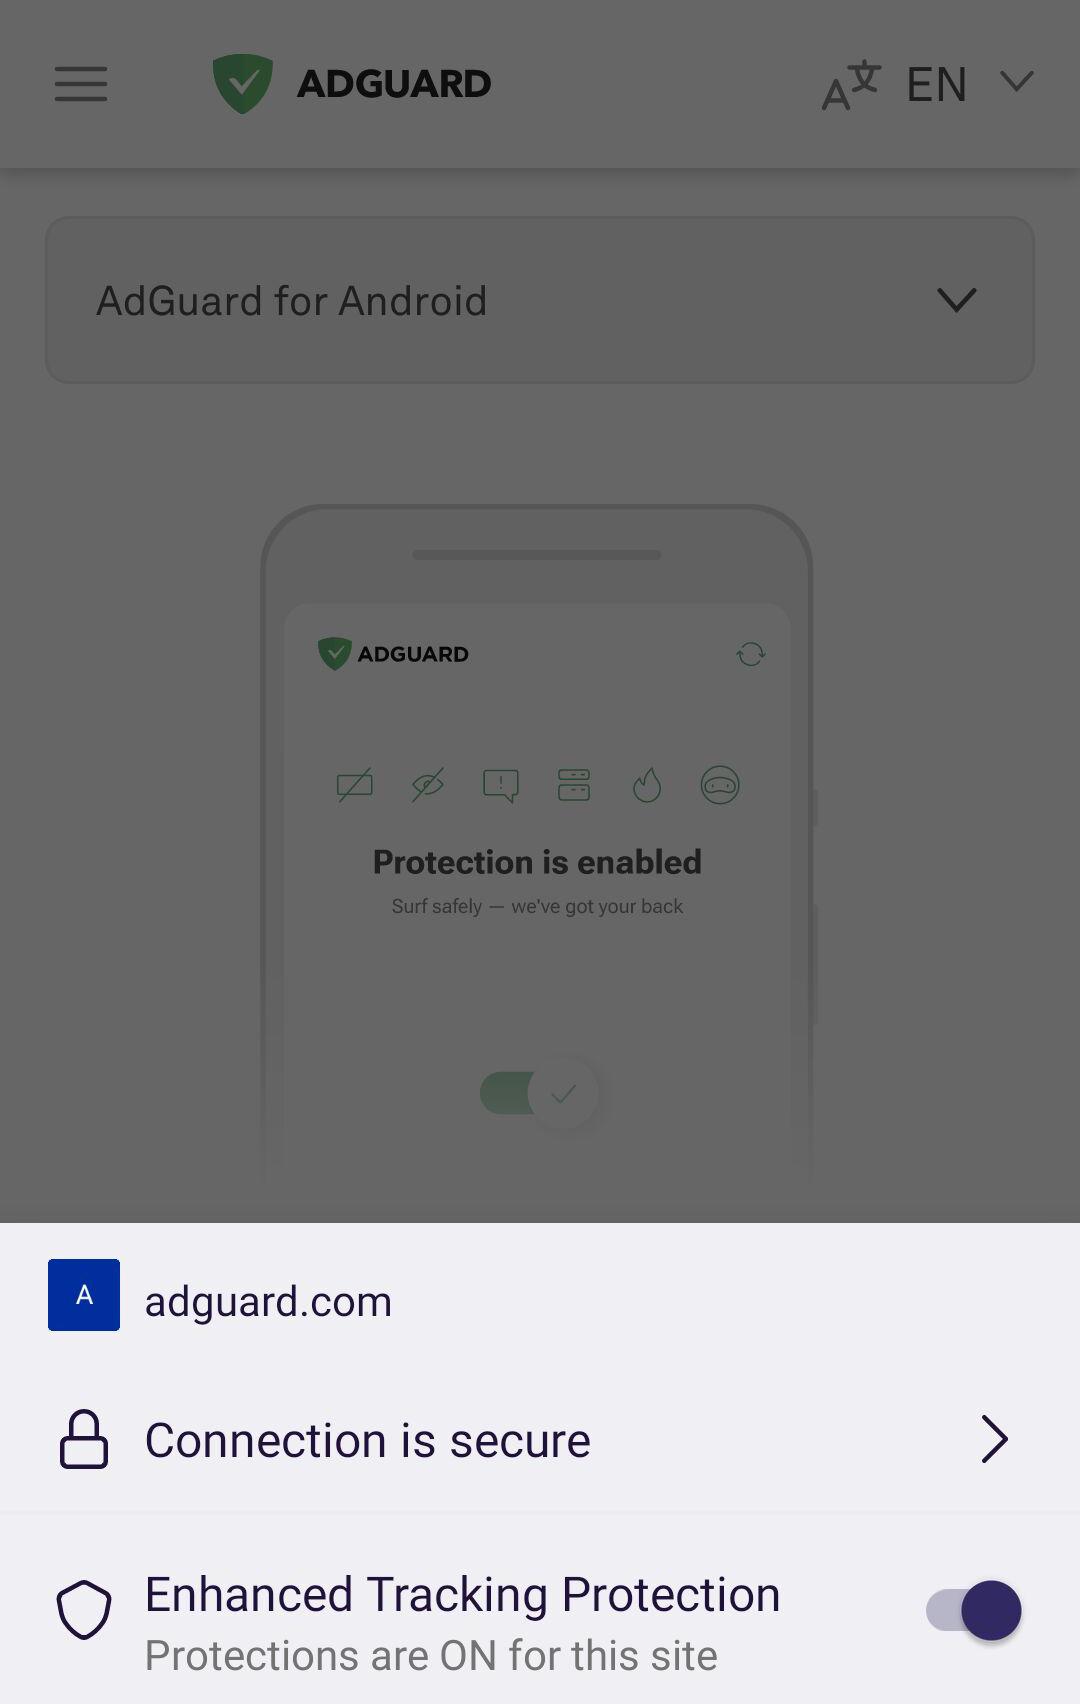 ADGUARD
EN
AdGuard for Android
ADGUARD
Protection is enabled
Surf safely — we've got your back
A
adguard.com
Connection is secure
Enhanced Tracking Protection
Protections are ON for this site